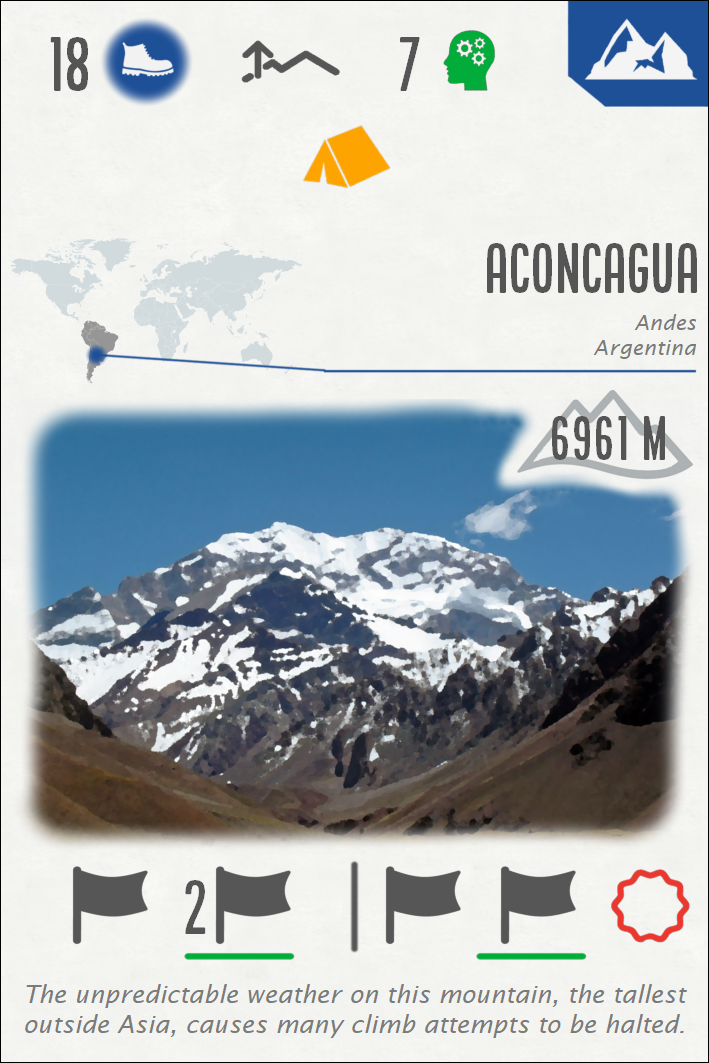 18
7
ACONCAGUA
Andes
Argentina
6961 M
2
The unpredictable weather on this mountain, the tallest
outside Asia, causes many climb attempts to be halted.